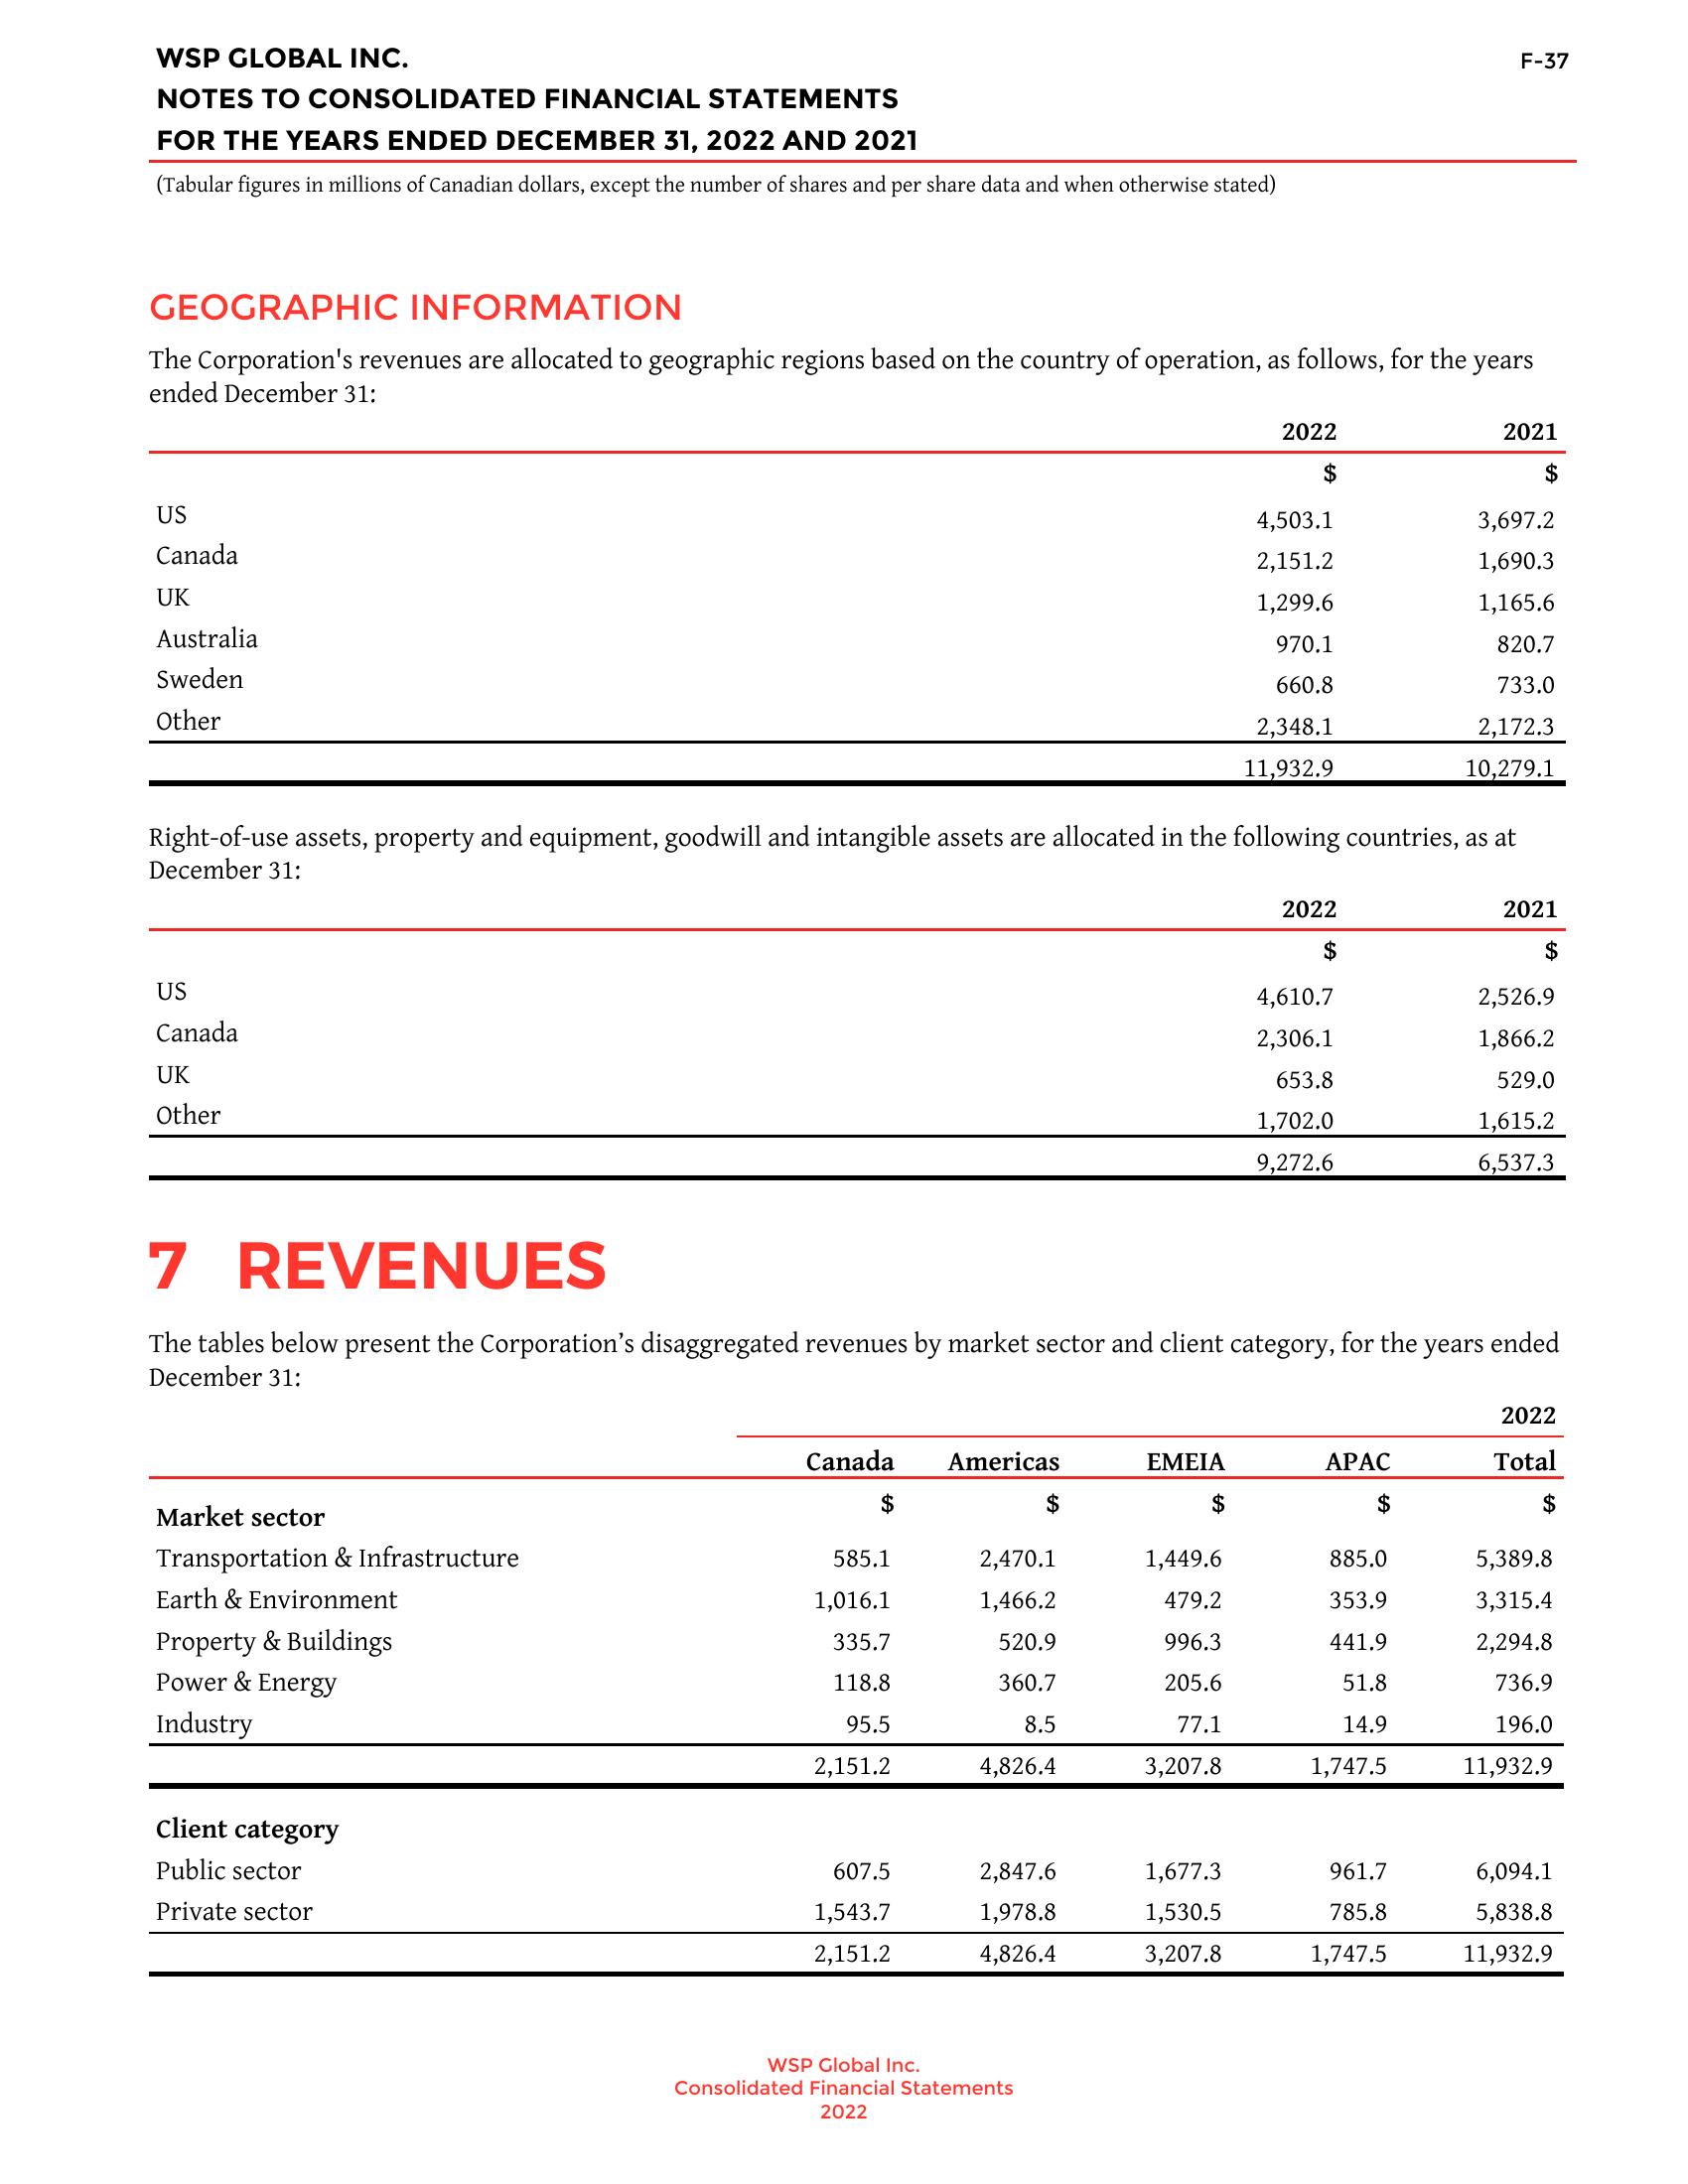 WSP GLOBAL INC.
F-37
NOTES TO CONSOLIDATED FINANCIAL STATEMENTS
FOR THE YEARS ENDED DECEMBER 31, 2022 AND 2021
(Tabular figures in millions of Canadian dollars, except the number of shares and per share data and when otherwise stated)
GEOGRAPHIC INFORMATION
The Corporation's revenues are allocated to geographic regions based on the country of operation, as follows, for the years
ended December 31:
2022 2021
$ $
US 4,503.1 3,697.2
Canada 2,151.2 1,690.3
UK 1,299.6 1,165.6
Australia 970.1 820.7
Sweden 660.8 733.0
Other 2,348.1 2,172.3
11,932.9 10,279.1
Right-of-use assets, property and equipment, goodwill and intangible assets are allocated in the following countries, as at
December 31:
2022 2021
$ $
US 4,610.7 2,526.9
Canada 2,306.1 1,866.2
UK 653.8 529.0
Other 1,702.0 1,615.2
9,272.6 6,537.3
7 REVENUES
The tables below present the Corporation’s disaggregated revenues by market sector and client category, for the years ended
December 31:
2022
Canada Americas EMEIA APAC Total
Market sector $ $ $ $ $
Transportation & Infrastructure 585.1 2,470.1 1,449.6 885.0 5,389.8
Earth & Environment 1,016.1 1,466.2 479.2 353.9 3,315.4
Property & Buildings 335.7 520.9 996.3 441.9 2,294.8
Power & Energy 118.8 360.7 205.6 51.8 736.9
Industry 95.5 8.5 77.1 14.9 196.0
2,151.2 4,826.4 3,207.8 1,747.5 11,932.9
Client category
Public sector 607.5 2,847.6 1,677.3 961.7 6,094.1
Private sector 1,543.7 1,978.8 1,530.5 785.8 5,838.8
2,151.2 4,826.4 3,207.8 1,747.5 11,932.9
WSP Global Inc.
Consolidated Financial Statements
2022